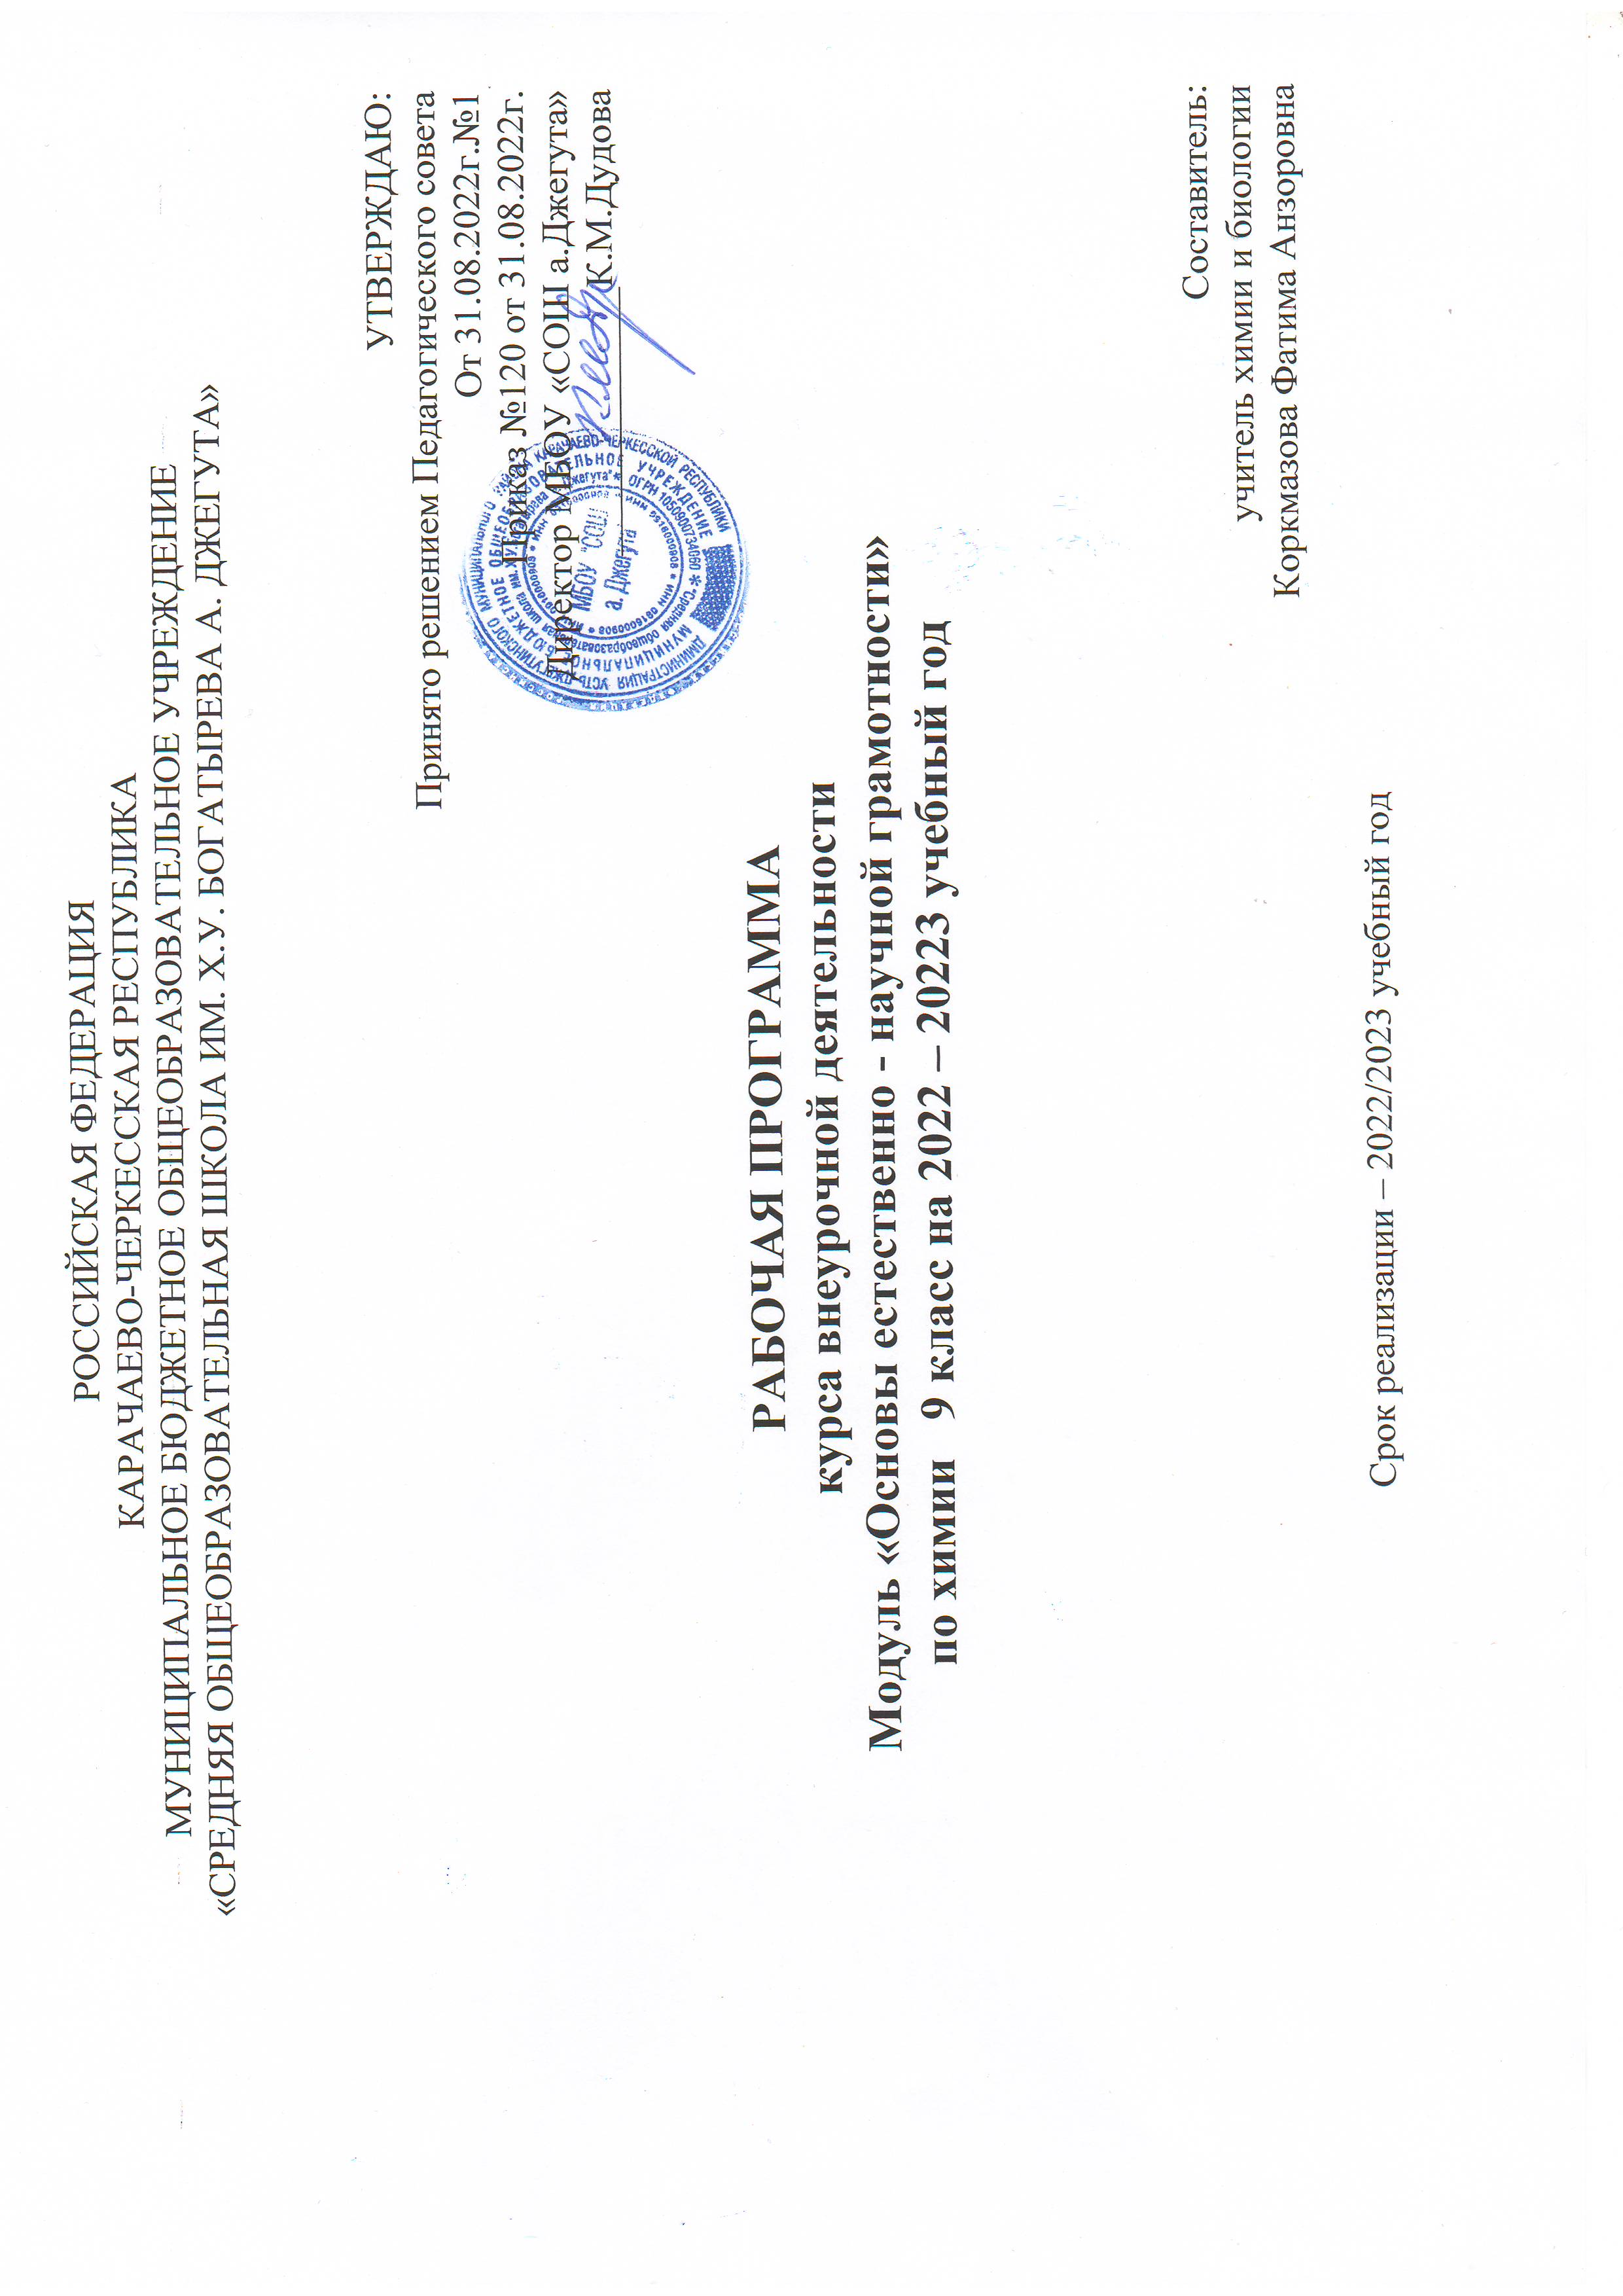 РОССИЙСКАЯ ФЕДЕРАЦИЯ
КАРАЧАЕВО-ЧЕРКЕССКАЯ РЕСПУБЛИКА
МУНИЦИПАЛЬНОЕ БЮДЖЕТНОЕ ОБЩЕОБРАЗОВАТЕЛЬНОЕ УЧРЕЖДЕНИЕ
«СРЕДНЯЯ ОБЩЕОБРАЗОВАТЕЛЬНАЯ ШКОЛА ИМ. Х.У. БОГАТЫРЕВА А. ДЖЕГУТА»
УТВЕРЖДАЮ:
Принято решением Педагогического совета
От 31.08.2022г.№1
Приказ №120 от 31.08.2022г.
Директор МБОУ «СОШ а.Джегута»
К.М.Дудова
МБОУ "СОШ
а. Джегута
РАБОЧАЯ ПРОГРАММА
курса внеурочной деятельности
Модуль «Основы естественно - научной грамотности»
по химии 9 класс на 2022 – 20223 учебный год
Составитель:
учитель химии и биологии
Коркмазова Фатима Анзоровна
Срок реализации – 2022/2023 учебный год